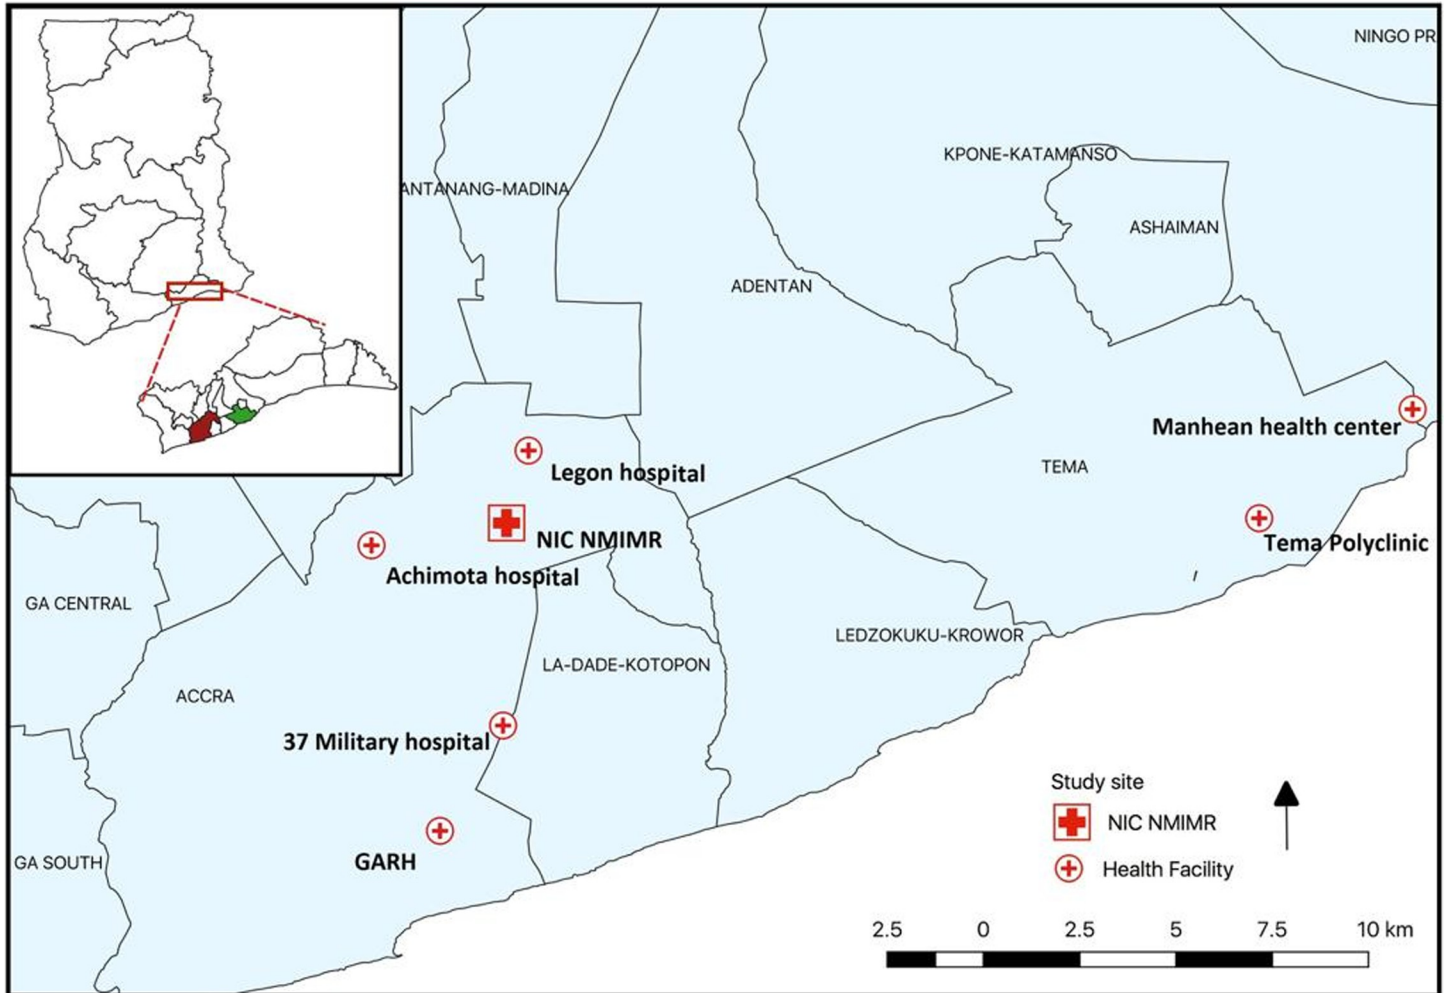 NINGO PR
KPONE-KATAMANSO
ANTANANG-MADINA
ASHAIMAN
ADENTAN
Manhean health center
TEMA
Legon hospital
NIC NMIMR
Tema Polyclinic
Achimota hospital
GA CENTRAL
LEDZOKUKU-KROWOR
LA-DADE-KOTOPON
ACCRA
37 Military hospital
GARH
GA SOUTH
Study site
NIC NMIMR
Health Facility
2.5 0 2.5 5 7.5 10 km